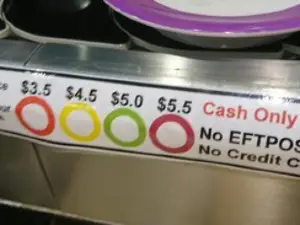 $3.5 $4.5 $5.0 $5.5 Cash Only
No EFTPOS
No Credit C